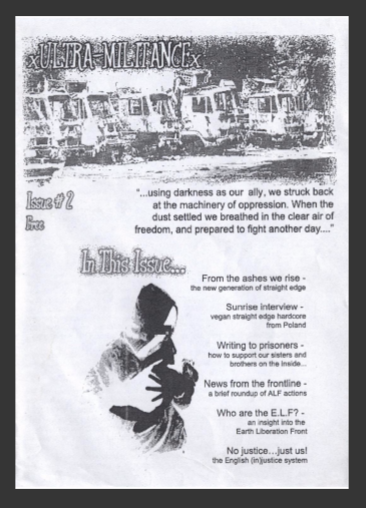 xULTRA-MILITANCEx
Issue # 2
Free
"...using darkness as our ally, we struck back
at the machinery of oppression. When the
dust settled we breathed in the clear air of
freedom, and prepared to fight another day...."
In This Issue...
From the ashes we rise -
the new generation of straight edge
Sunrise interview -
vegan straight edge hardcore
from Poland
Writing to prisoners -
how to support our sisters and
brothers on the inside...
News from the frontline -
a brief roundup of ALF actions
Who are the E.L.F? -
an insight into the
Earth Liberation Front
No justice...just us!
the English (in)justice system